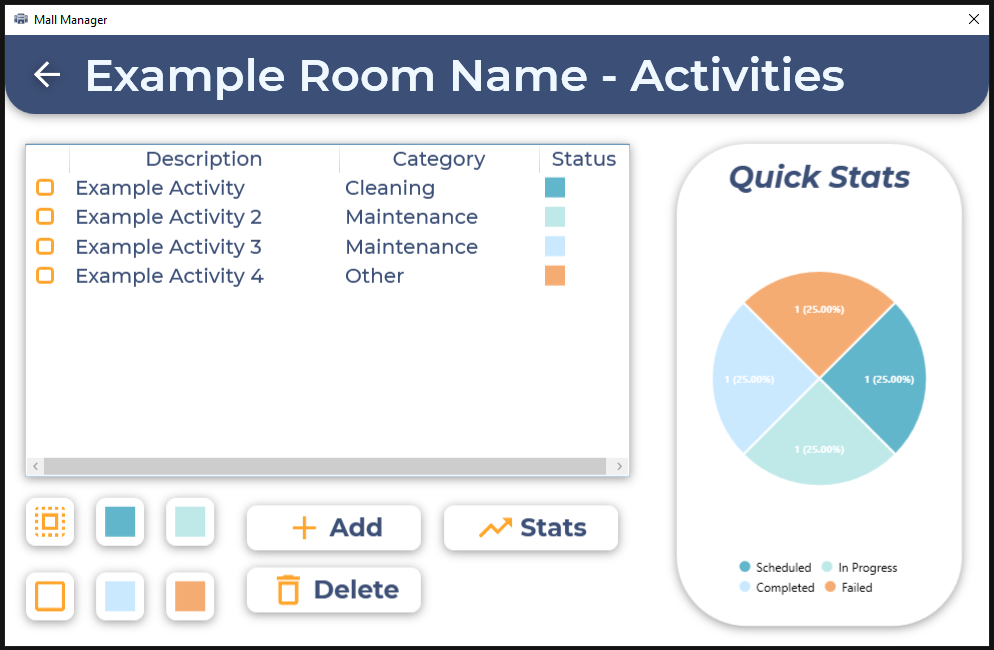 Mall Manager
Example Room Name - Activities
Description Category Status
Example Activity Cleaning
Example Activity 2 Maintenance
Example Activity 3 Maintenance
Example Activity 4 Other
Add
Stats
Delete
Quick Stats
1 (25.00%)
1 (25.00%)
1 (25.00%)
1 (25.00%)
Scheduled In Progress
Completed Failed